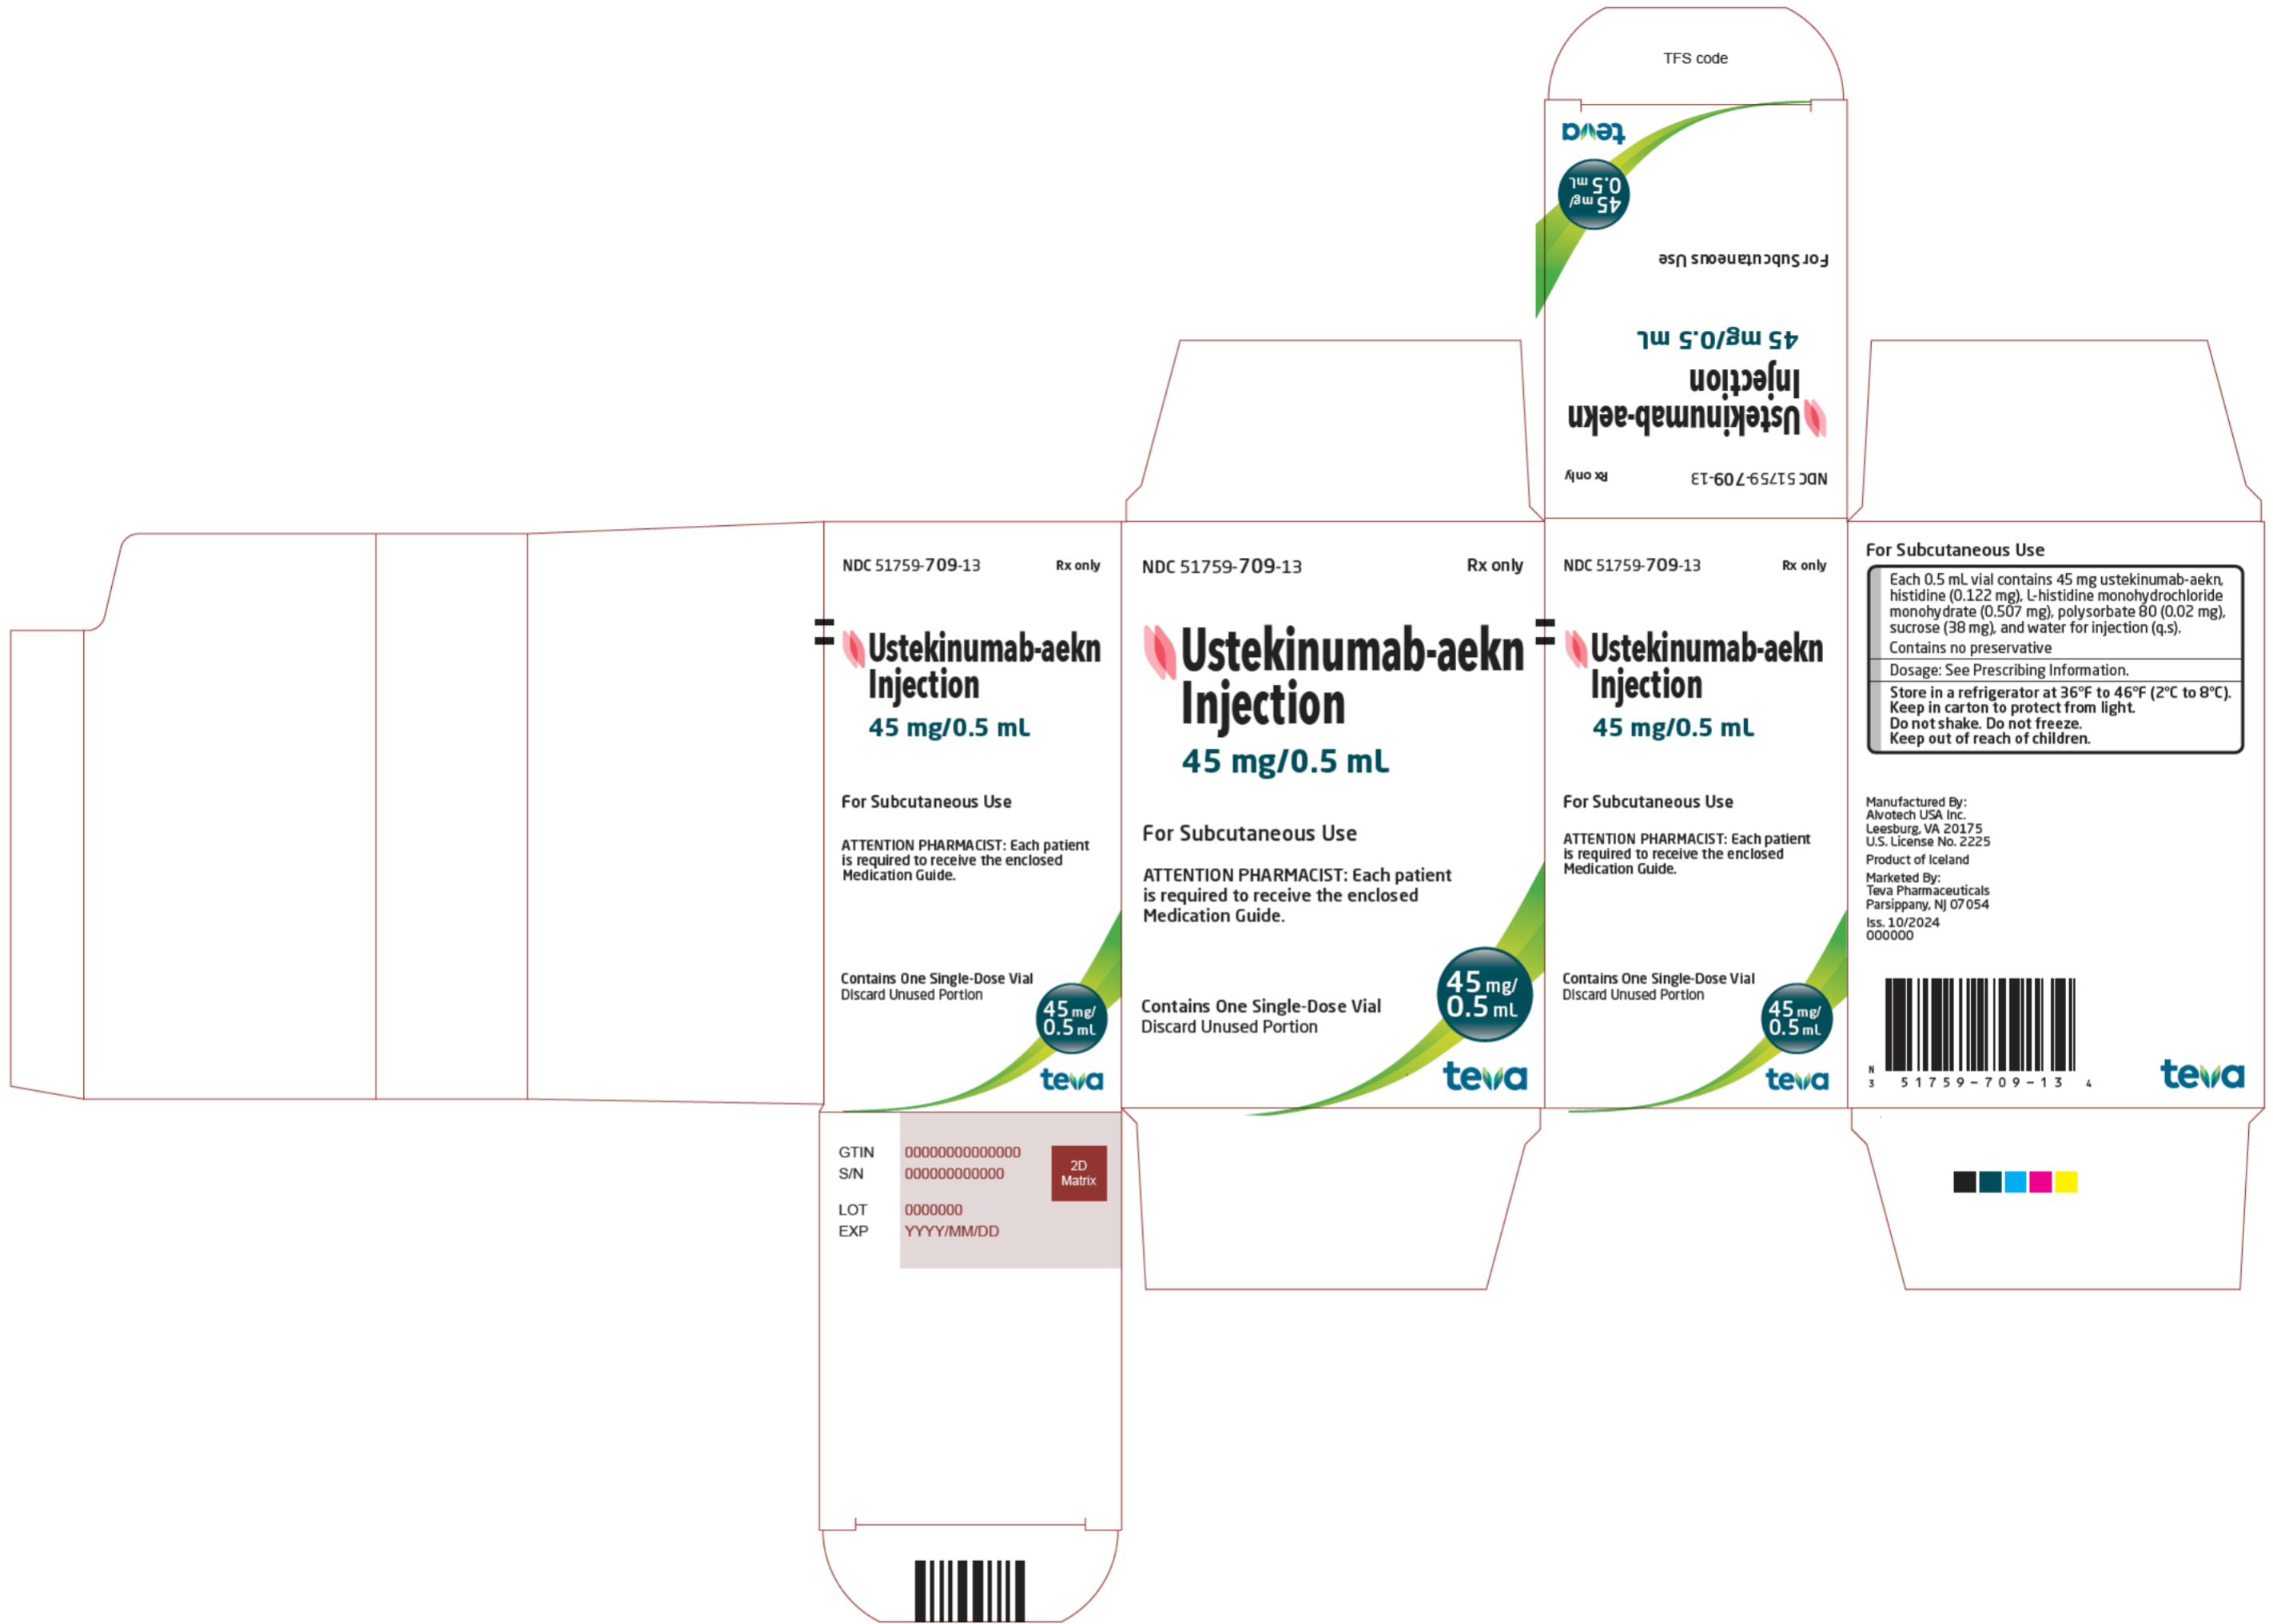 TFS code
teva
45 mg/
0.5 mL
For Subcutaneous Use
45 mg/0.5 mL
Ustekinumab-aekn
Injection
NDC 51759-709-13 Rx only
NDC 51759-709-13 Rx only
Ustekinumab-aekn
Injection
45 mg/0.5 mL
For Subcutaneous Use
ATTENTION PHARMACIST: Each patient
is required to receive the enclosed
Medication Guide.
Contains One Single-Dose Vial
Discard Unused Portion
45 mg/
0.5 mL
teva
NDC 51759-709-13 Rx only
Ustekinumab-aekn
Injection
45 mg/0.5 mL
For Subcutaneous Use
ATTENTION PHARMACIST: Each patient
is required to receive the enclosed
Medication Guide.
Contains One Single-Dose Vial
Discard Unused Portion
45 mg/
0.5 mL
teva
NDC 51759-709-13 Rx only
Ustekinumab-aekn
Injection
45 mg/0.5 mL
For Subcutaneous Use
ATTENTION PHARMACIST: Each patient
is required to receive the enclosed
Medication Guide.
Contains One Single-Dose Vial
Discard Unused Portion
45 mg/
0.5 mL
teva
For Subcutaneous Use
Each 0.5 mL vial contains 45 mg ustekinumab-aekn,
histidine (0.122 mg), L-histidine monohydrochloride
monohydrate (0.507 mg), polysorbate 80 (0.02 mg),
sucrose (38 mg), and water for injection (q.s).
Contains no preservative
Dosage: See Prescribing Information.
Store in a refrigerator at 36°F to 46°F (2°C to 8°C).
Keep in carton to protect from light.
Do not shake. Do not freeze.
Keep out of reach of children.
Manufactured By:
Alvotech USA Inc.
Leesburg, VA 20175
U.S. License No. 2225
Product of Iceland
Marketed By:
Teva Pharmaceuticals
Parsippany, NJ 07054
Iss. 10/2024
000000
N
3 51759-709-13 4
teva
GTIN 00000000000000
S/N 000000000000
LOT 0000000
EXP YYYY/MM/DD
2D
Matrix